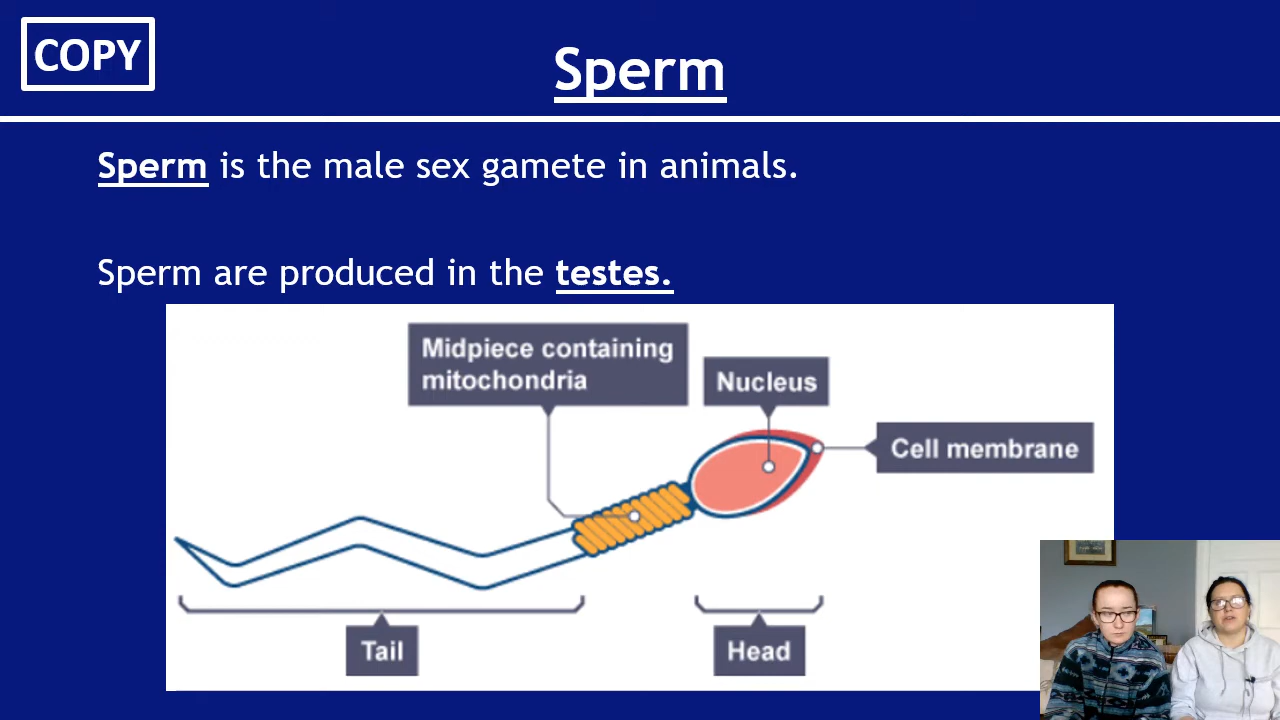 COPY
Sperm
Sperm is the male sex gamete in animals.
Sperm are produced in the testes.
Midpiece containing
mitochondria
Nucleus
Cell membrane
Tail
Head